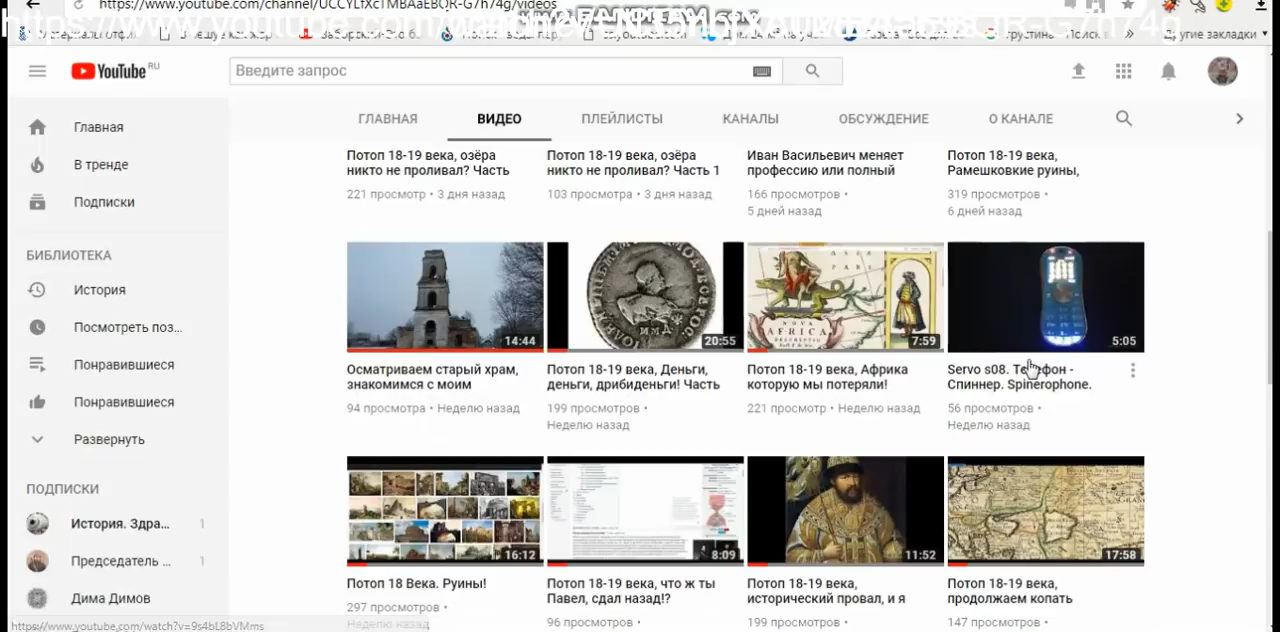 https://www.youtube.com/channel/UCCYLfxcTMBAaEBQR-G7h74g/videos
Другие закладки
YouTube RU
Введите запрос
ГЛАВНАЯ
ВИДЕО
ПЛЕЙЛИСТЫ
КАНАЛЫ
ОБСУЖДЕНИЕ
О КАНАЛЕ
Главная
В тренде
Подписки
БИБЛИОТЕКА
История
Посмотреть поз...
Понравившиеся
Понравившиеся
Развернуть
ПОДПИСКИ
История. Здра... 1
Председатель ... 1
Дима Димов
Потоп 18-19 века, озёра
никто не проливал? Часть
221 просмотр • 3 дня назад
Потоп 18-19 века, озёра
никто не проливал? Часть 1
103 просмотра • 3 дня назад
Иван Васильевич меняет
профессию или полный
166 просмотров •
5 дней назад
Потоп 18-19 века,
Рамешковкие руины,
319 просмотров •
6 дней назад
14:44
Осматриваем старый храм,
знакомимся с моим
94 просмотра • Неделю назад
20:55
Потоп 18-19 века, Деньги,
деньги, дрибиденьги! Часть
199 просмотров •
Неделю назад
NOVA
AFRICA
7:59
Потоп 18-19 века, Африка
которую мы потеряли!
221 просмотр • Неделю назад
5:05
Servo s08. Телефон -
Спиннер. Spinerophone.
56 просмотров •
Неделю назад
16:12
Потоп 18 Века. Руины!
297 просмотров •
Неделю назад
8:09
Потоп 18-19 века, что ж ты
Павел, сдал назад!?
96 просмотров •
11:52
Потоп 18-19 века,
исторический провал, и я
199 просмотров •
17:58
Потоп 18-19 века,
продолжаем копать
147 просмотров •
https://www.youtube.com/watch?v=9s4bL8bVMms